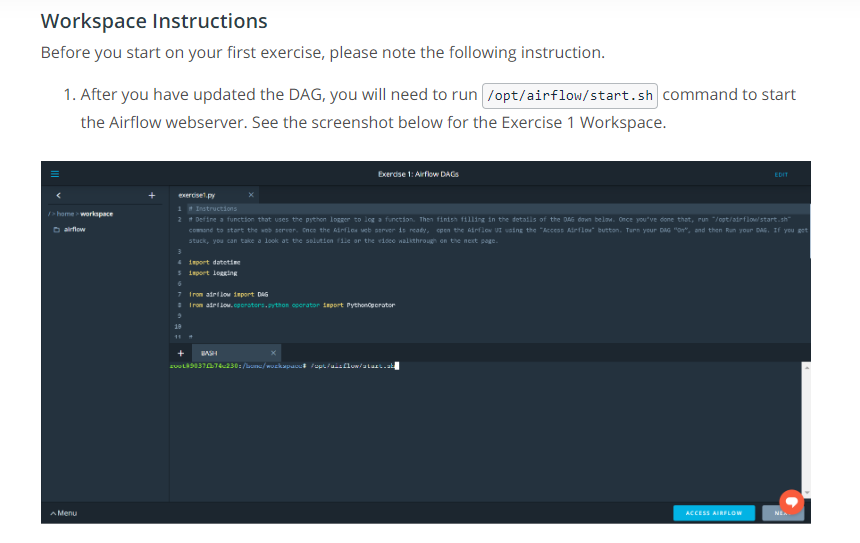 Workspace Instructions
Before you start on your first exercise, please note the following instruction.
1. After you have updated the DAG, you will need to run /opt/airflow/start.sh command to start
the Airflow webserver. See the screenshot below for the Exercise 1 Workspace.
Exercise 1: Airflow DAGs
EDIT
exercise1.py
/> home > workspace
airflow
1 # Instructions
2 # Define a function that uses the python logger to log a function. Then finish filling in the details of the DAG down below. Once you've done that, run "/opt/airflow/start.sh"
command to start the web server. Once the Airflow web server is ready, open the Airflow UI using the "Access Airflow" button. Turn your DAG "On", and then Run your DAG. If you get
stuck, you can take a look at the solution file or the video walkthrough on the next page.
3
4 import datetime
5 import logging
6
7 from airflow import DAG
8 from airflow.operators.python_operator import PythonOperator
9
10
11 #
BASH
/home/workspace# /opt/airflow/start.sh
Menu
ACCESS AIRFLOW